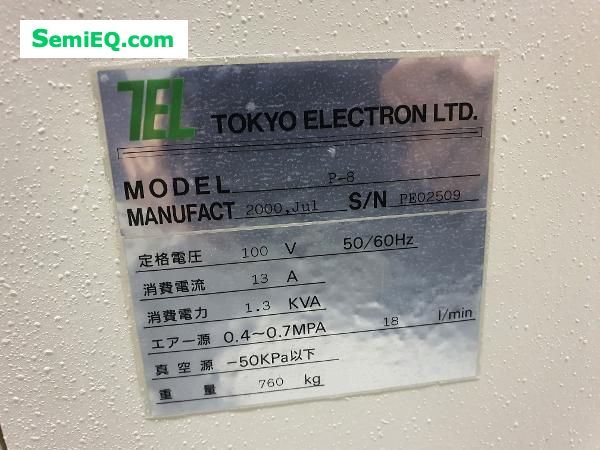 SemiEQ.com
TEL TOKYO ELECTRON LTD.
MODEL P-8
MANUFACT 2000,Jul S/N PE02509
定格電圧 100 V 50/60Hz
消費電流 13 A
消費電力 1.3 KVA
エアー源 0.4~0.7MPA 18 l/min
真空源 -50KPa以下
重量 760 kg